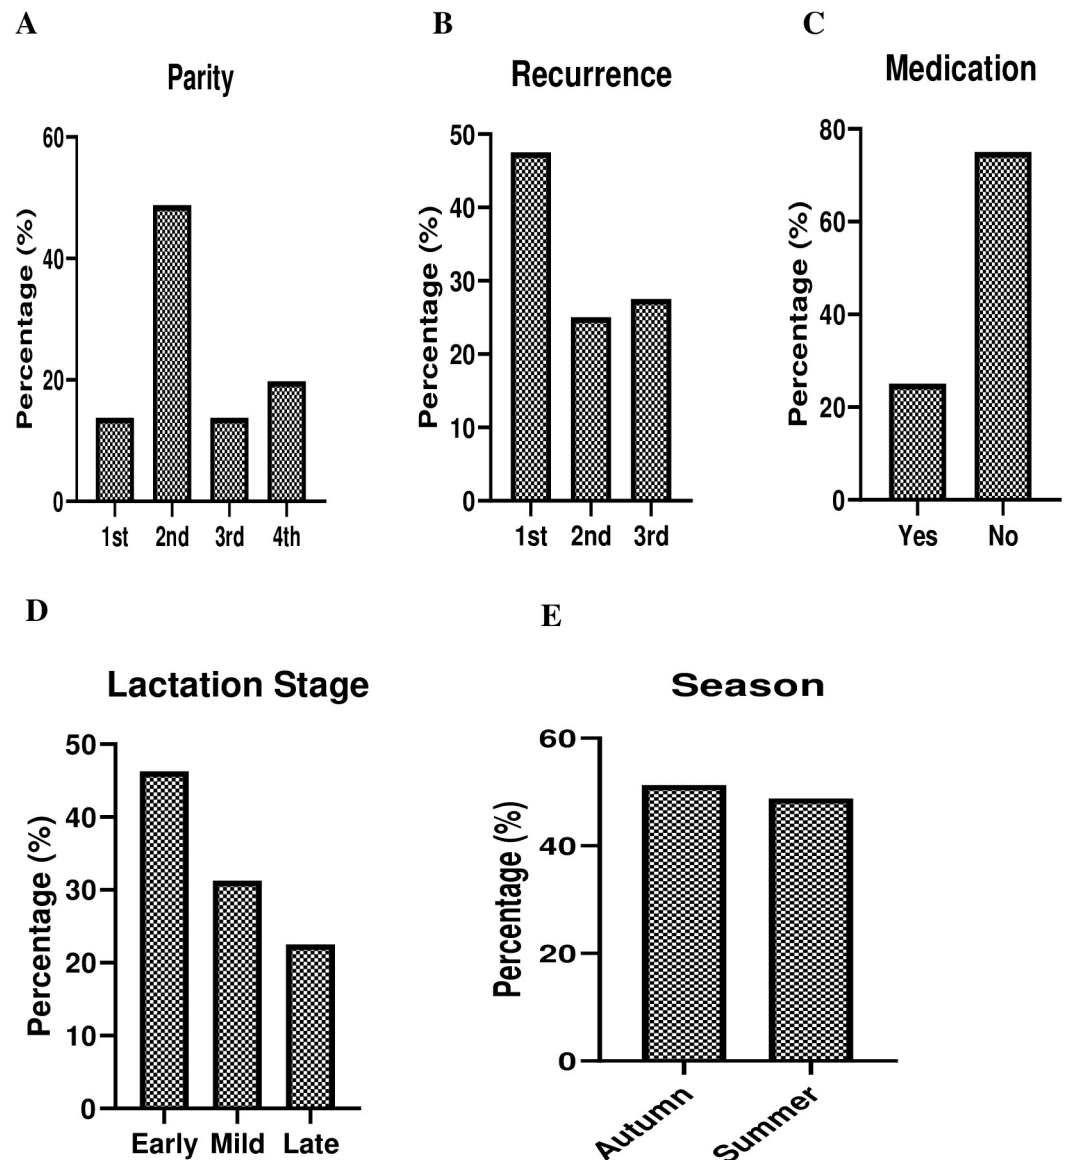 A
Parity
Percentage (%)
60
40
20
0
1st 2nd 3rd 4th
B
Recurrence
Percentage (%)
50
40
30
20
10
0
1st 2nd 3rd
C
Medication
Percentage (%)
80
60
40
20
0
Yes No
D
Lactation Stage
Percentage (%)
50
40
30
20
10
0
Early Mild Late
E
Season
Percentage (%)
60
40
20
0
Autumn Summer